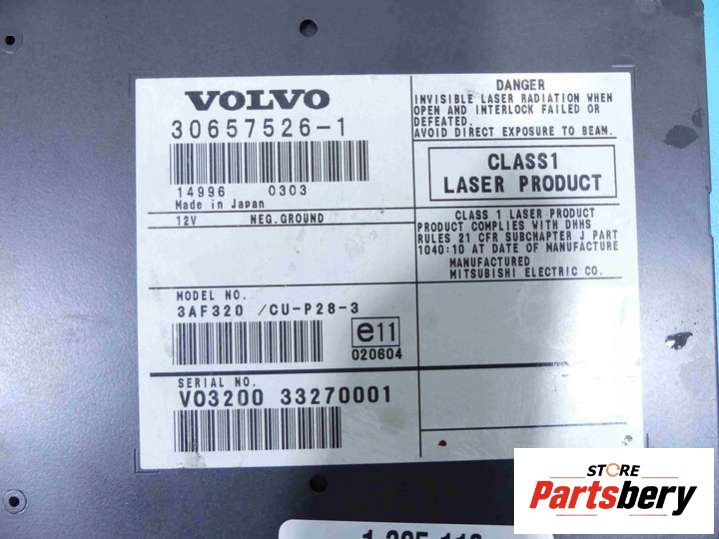 VOLVO
30657526-1
14996 0303
Made in Japan
12V NEG.GROUND
MODEL NO.
3AF320 /CU-P28-3
e11
020604
SERIAL NO.
V03200 33270001
DANGER
INVISIBLE LASER RADIATION WHEN
OPEN AND INTERLOCK FAILED OR
DEFEATED.
AVOID DIRECT EXPOSURE TO BEAM.
CLASS1
LASER PRODUCT
CLASS 1 LASER PRODUCT
PRODUCT COMPLIES WITH DHHS
RULES 21 CFR SUBCHAPTER J PART
1040:10 AT DATE OF MANUFACTURE
MANUFACTURED
MITSUBISHI ELECTRIC CO.
STORE
Partsbery